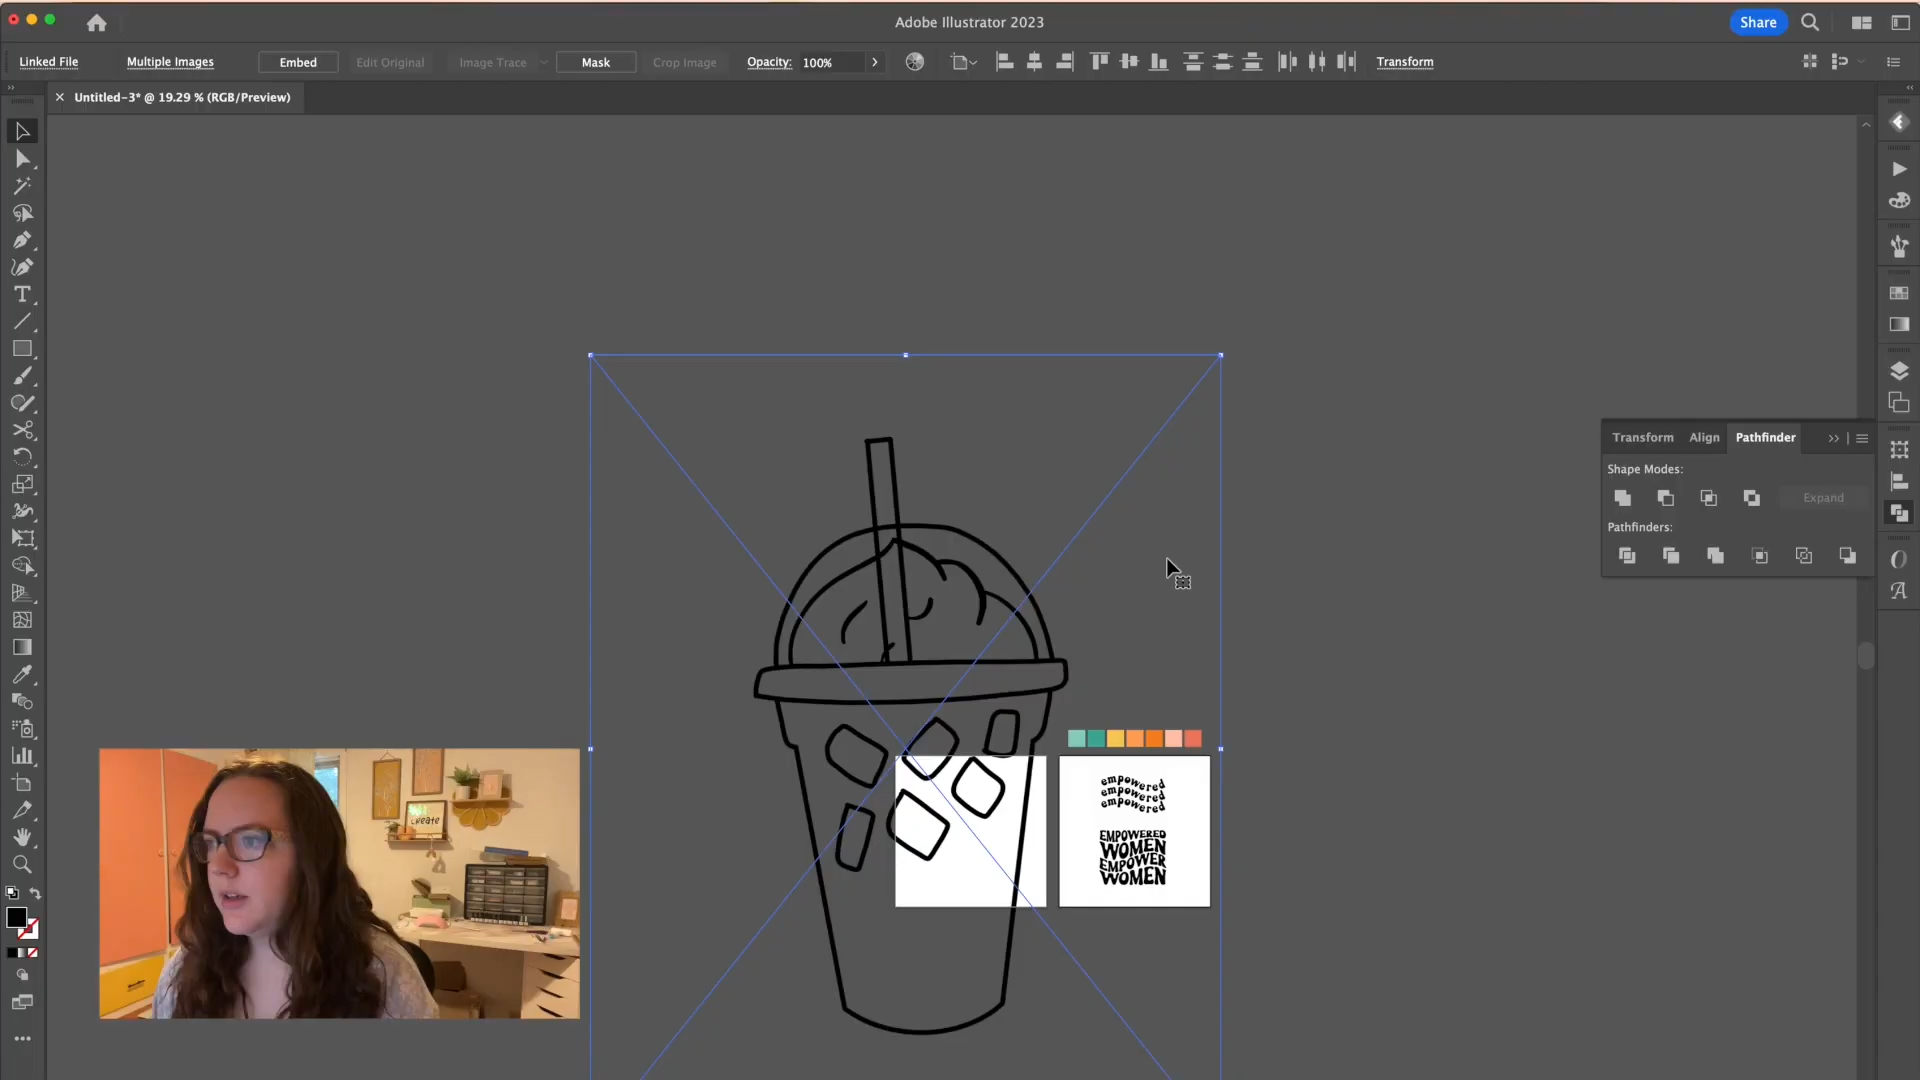 Adobe Illustrator 2023
Share
Linked File
Multiple Images
Embed
Edit Original
Image Trace
Mask
Crop Image
Opacity: 100%
Transform
Untitled-3* @ 19.29 % (RGB/Preview)
Transform
Align
Pathfinder
Shape Modes:
Expand
Pathfinders:
empowered
empowered
empowered
EMPOWERED
WOMEN
EMPOWER
WOMEN
create